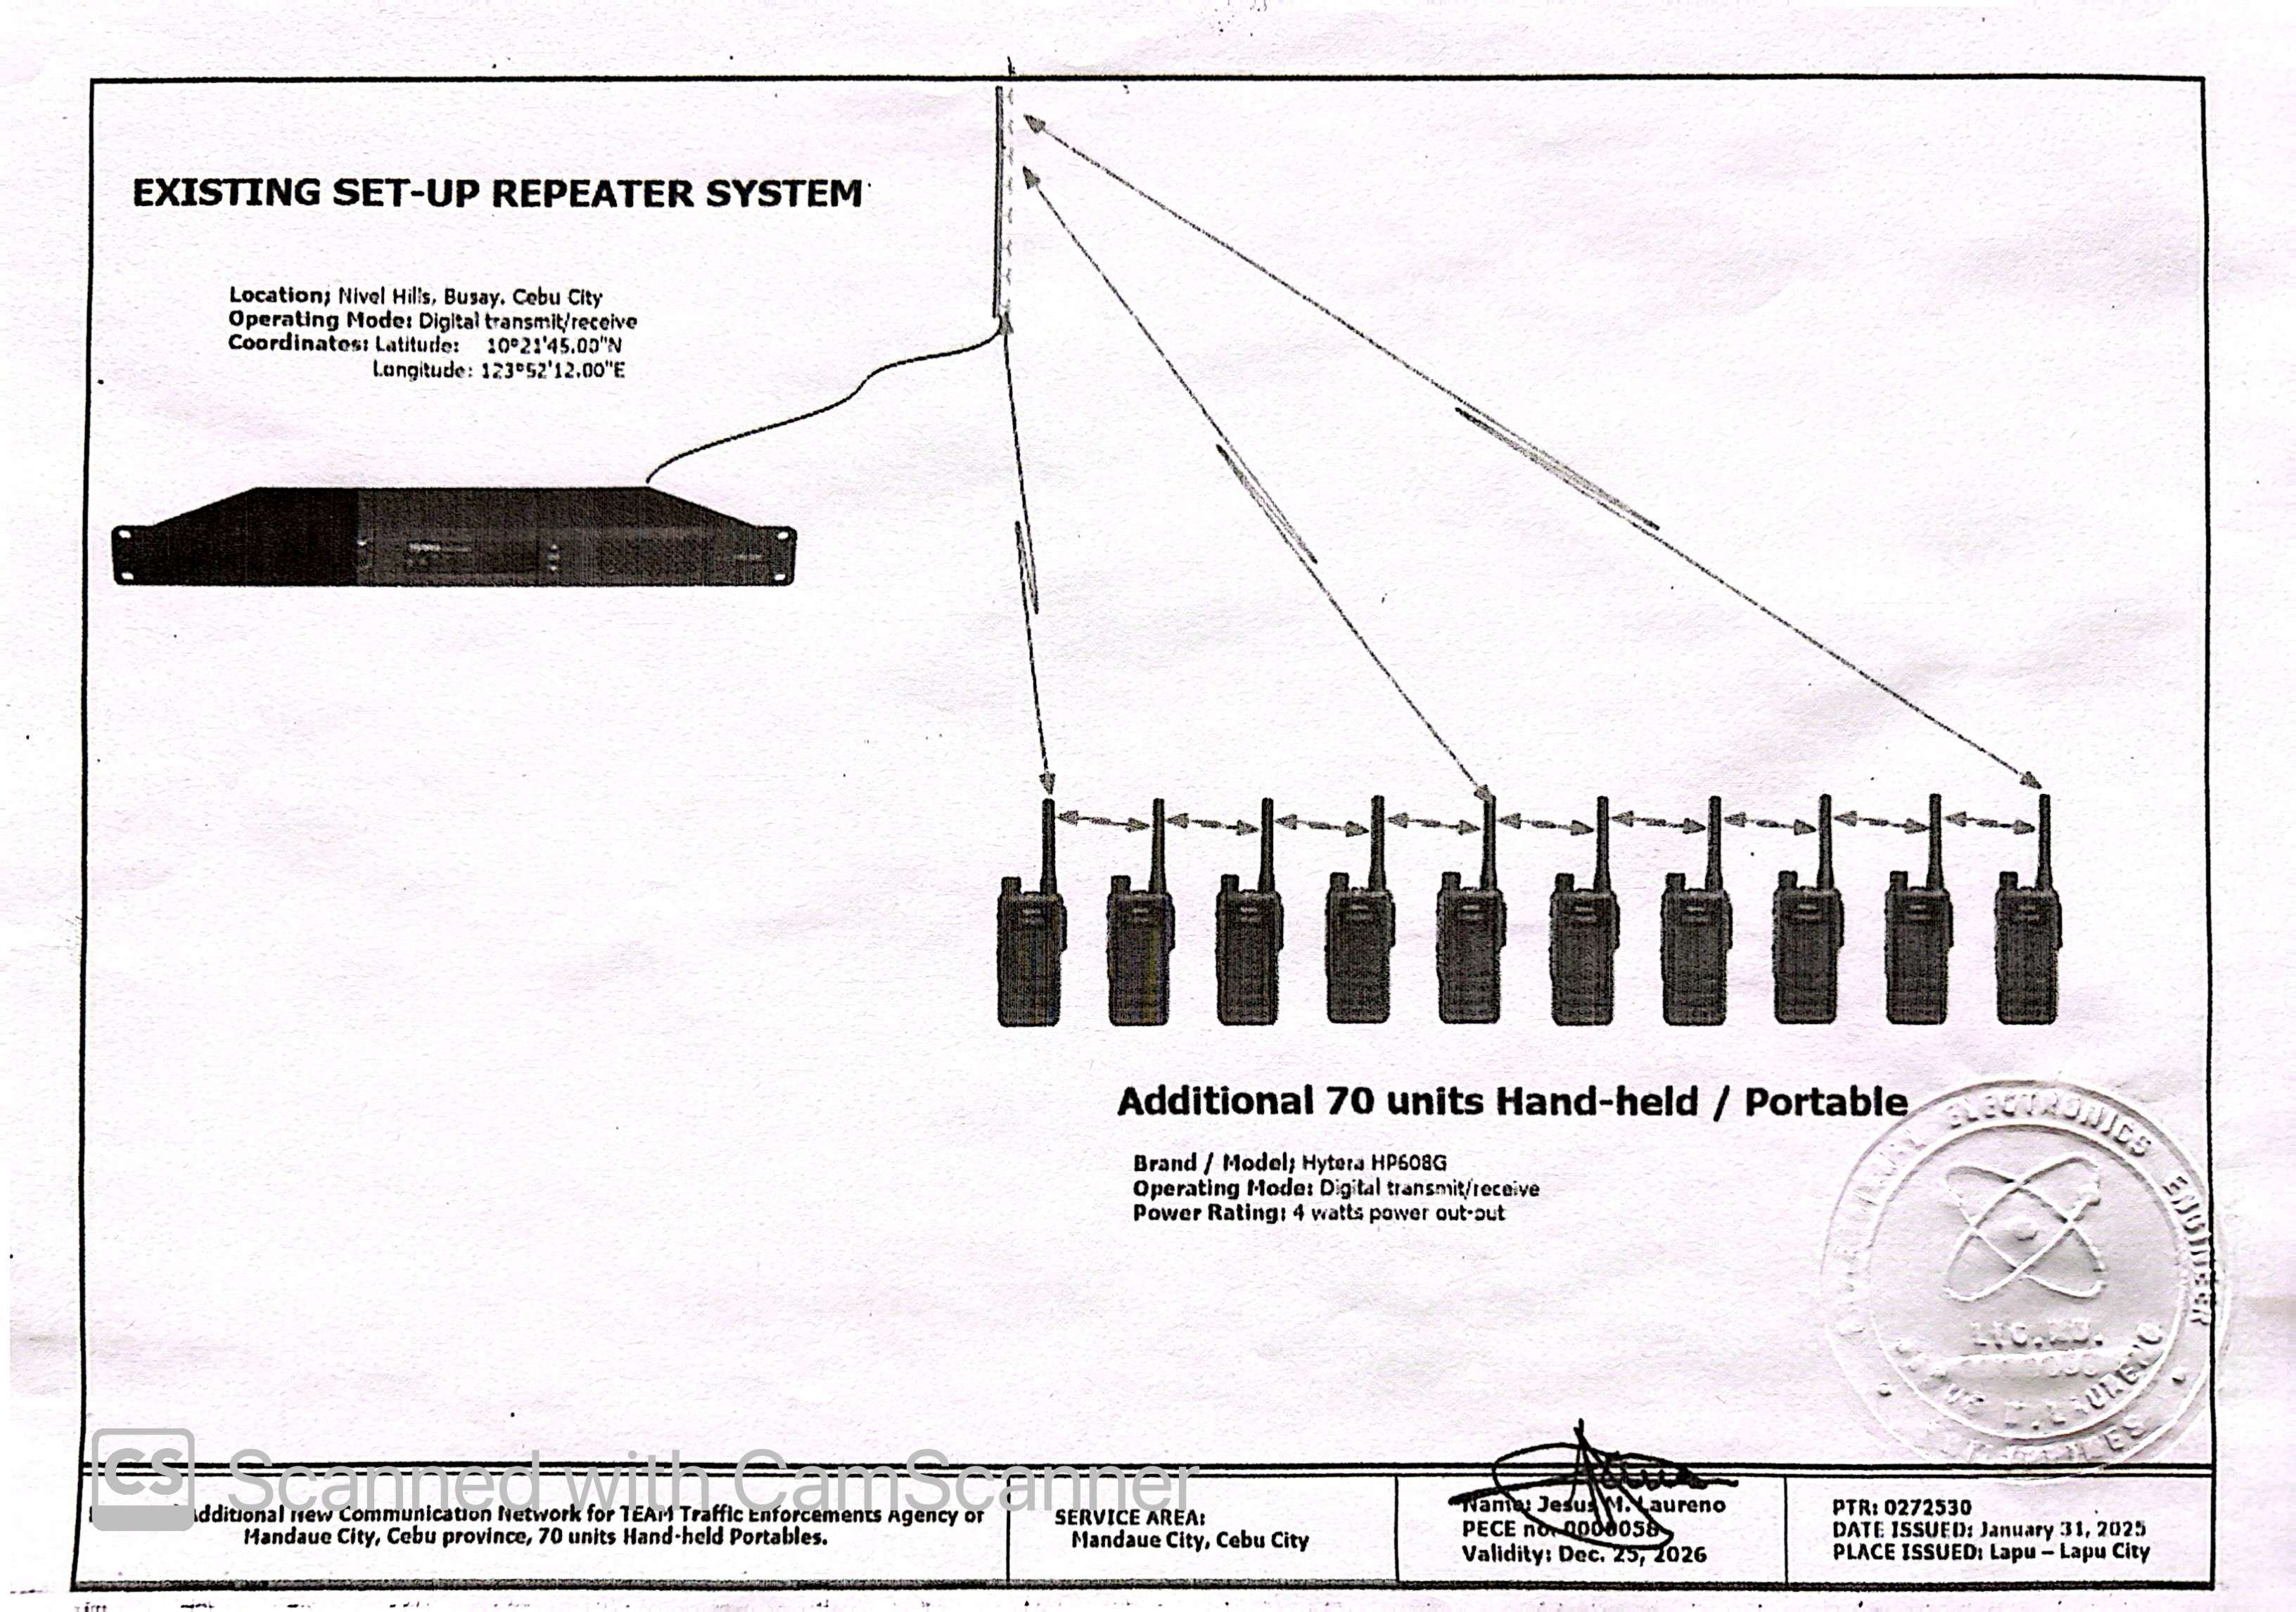 EXISTING SET-UP REPEATER SYSTEM
Location; Nivel Hills, Busay, Cebu City
Operating Mode: Digital transmit/receive
Coordinates: Latitude: 10°21'45.00"N
Longitude: 123°52'12.00"E
Additional 70 units Hand-held / Portable
Brand / Model; Hytera HP608G
Operating Mode: Digital transmit/receive
Power Rating: 4 watts power out-out
ELECTRONICS ENGINEER
LIC.NO.
M. LAURENO
CS Scanned with CamScanner
Additional New Communication Network for TEAM Traffic Enforcements Agency of
Mandaue City, Cebu province, 70 units Hand-held Portables.
SERVICE AREA:
Mandaue City, Cebu City
Name: Jesus M. Laureno
PECE no. 0000058
Validity: Dec. 25, 2026
PTR: 0272530
DATE ISSUED: January 31, 2025
PLACE ISSUED: Lapu – Lapu City